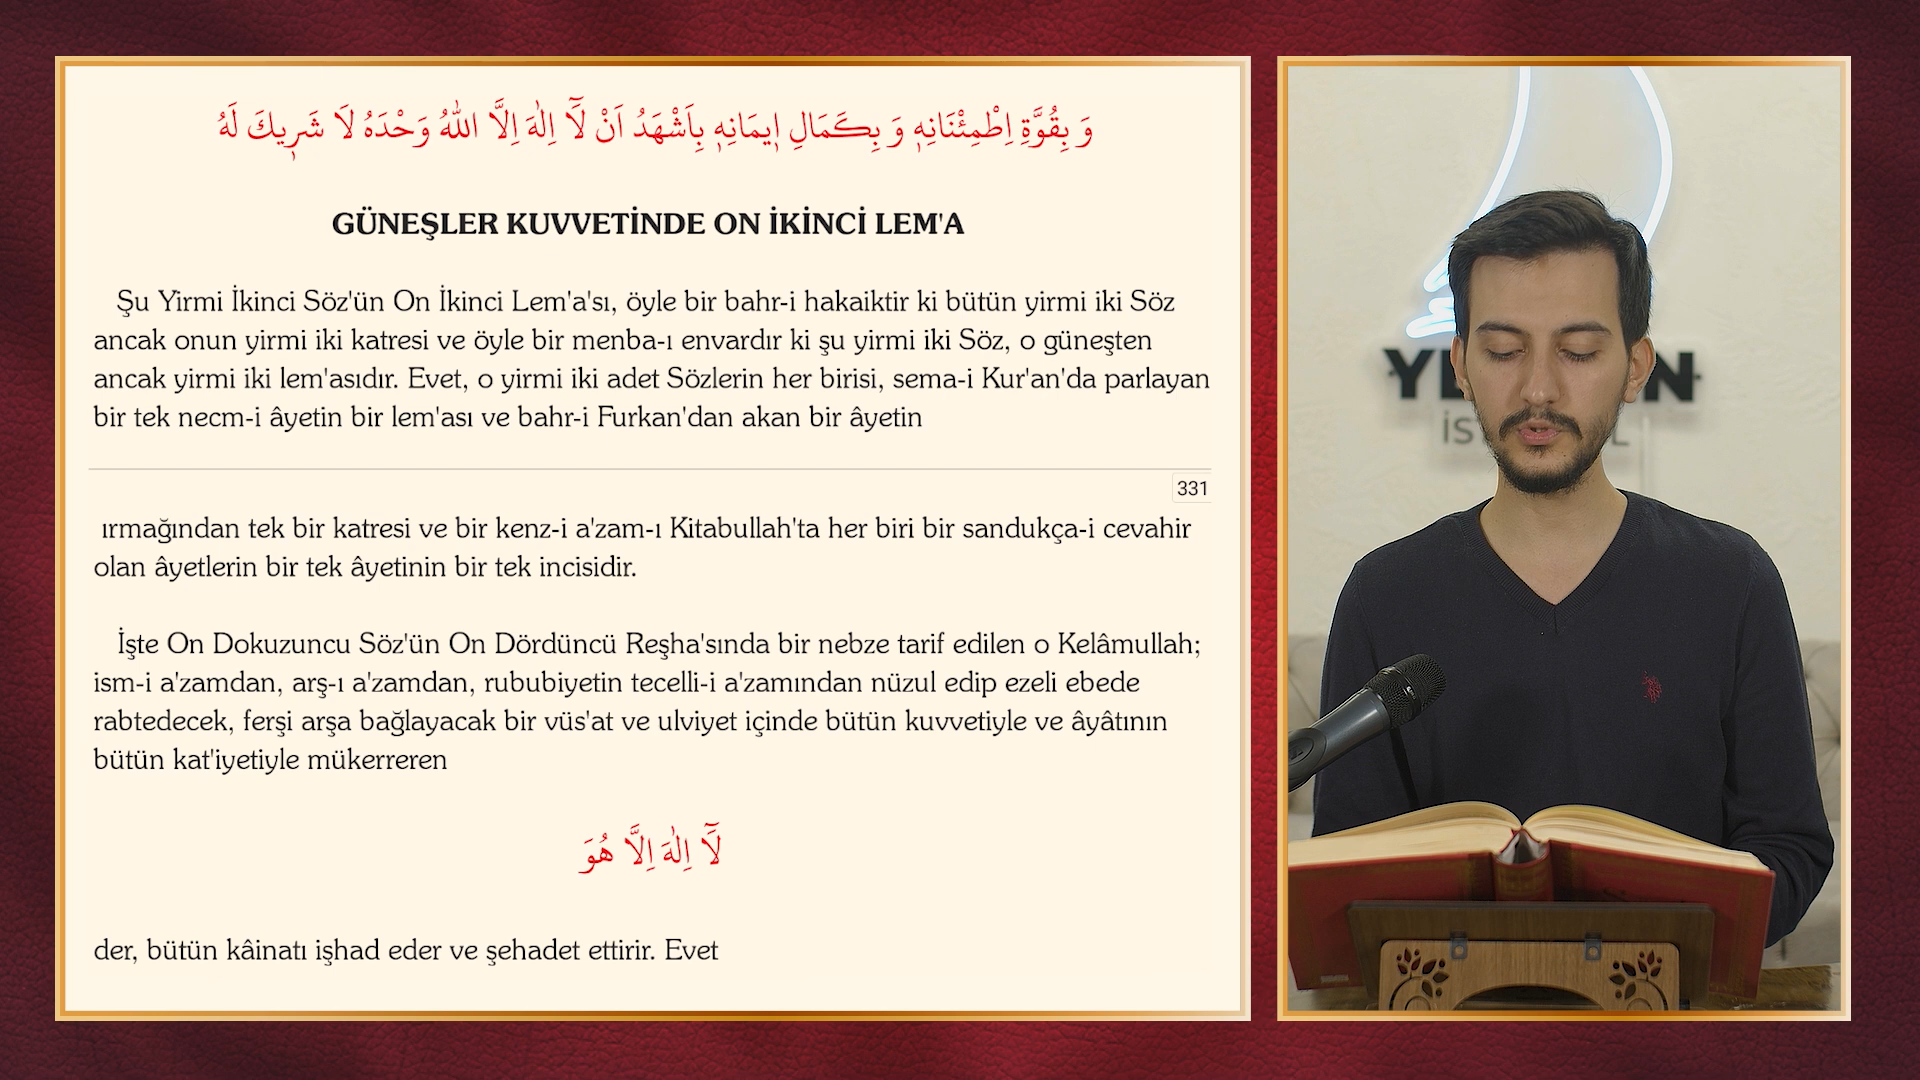 وَ بِقُوَّةِ اِطْمِئْنَانِهٖ وَ بِكَمَالِ اٖيمَانِهٖ بِاَشْهَدُ اَنْ لَٓا اِلٰهَ اِلَّا اللّٰهُ وَحْدَهُ لَا شَرٖيكَ لَهُ
GÜNEŞLER KUVVETİNDE ON İKİNCİ LEM'A
Şu Yirmi İkinci Söz'ün On İkinci Lem'a'sı, öyle bir bahr-i hakaiktir ki bütün yirmi iki Söz
ancak onun yirmi iki katresi ve öyle bir menba-ı envardır ki şu yirmi iki Söz, o güneşten
ancak yirmi iki lem'asıdır. Evet, o yirmi iki adet Sözlerin her birisi, sema-i Kur'an'da parlayan
bir tek necm-i âyetin bir lem'ası ve bahr-i Furkan'dan akan bir âyetin
331
ırmağından tek bir katresi ve bir kenz-i a'zam-ı Kitabullah'ta her biri bir sandukça-i cevahir
olan âyetlerin bir tek âyetinin bir tek incisidir.
İşte On Dokuzuncu Söz'ün On Dördüncü Reşha'sında bir nebze tarif edilen o Kelâmullah;
ism-i a'zamdan, arş-ı a'zamdan, rububiyetin tecelli-i a'zamından nüzul edip ezeli ebede
rabtedecek, ferşi arşa bağlayacak bir vüs'at ve ulviyet içinde bütün kuvvetiyle ve âyâtının
bütün kat'iyetiyle mükerreren
لَٓا اِلٰهَ اِلَّا هُوَ
der, bütün kâinatı işhad eder ve şehadet ettirir. Evet